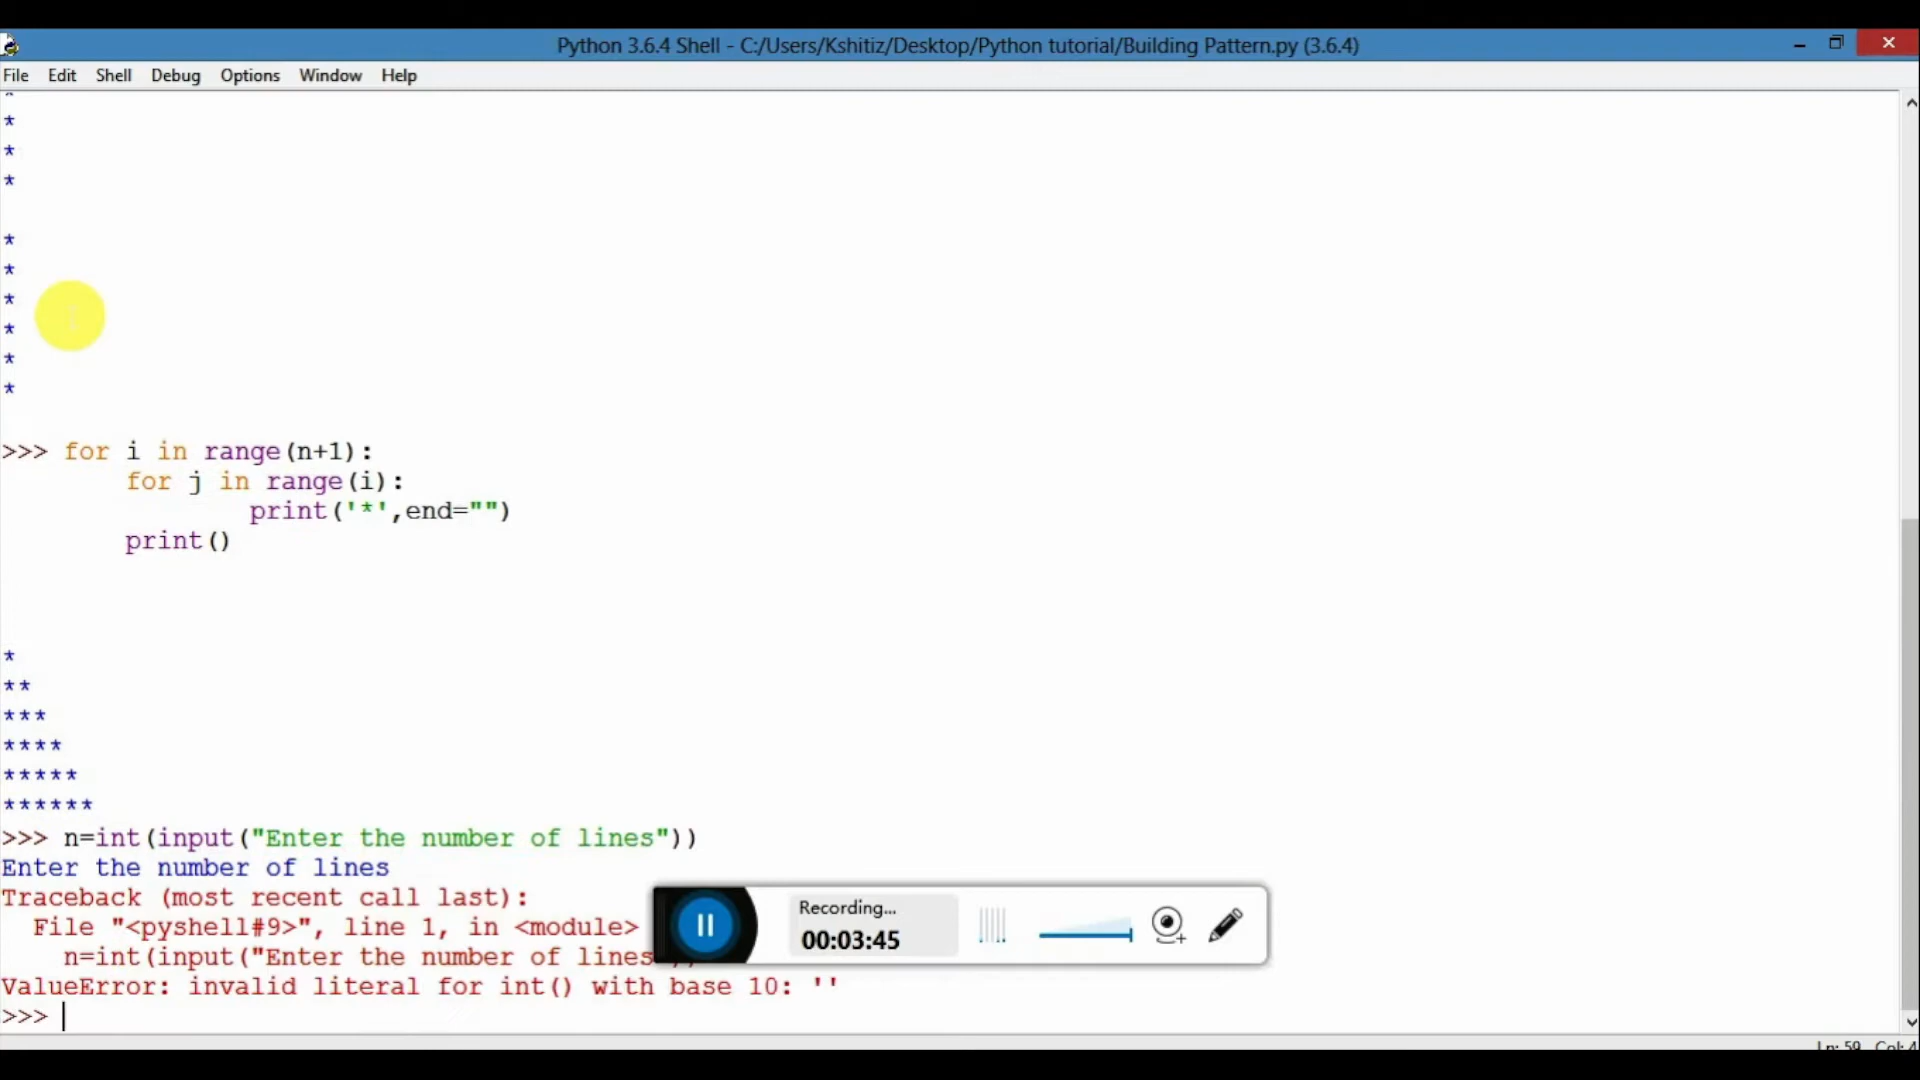 Python 3.6.4 Shell - C:/Users/Kshitiz/Desktop/Python tutorial/Building Pattern.py (3.6.4)
File Edit Shell Debug Options Window Help
*
*
*
*
*
*
*
*
*
*
>>> for i in range(n+1):
for j in range(i):
print('*',end="")
print()
*
**
***
****
*****
******
>>> n=int(input("Enter the number of lines"))
Enter the number of lines
Traceback (most recent call last):
File "<pyshell#9>", line 1, in <module>
n=int(input("Enter the number of lines
ValueError: invalid literal for int() with base 10: ''
>>>
Recording...
00:03:45
Ln: 59 Col: 4